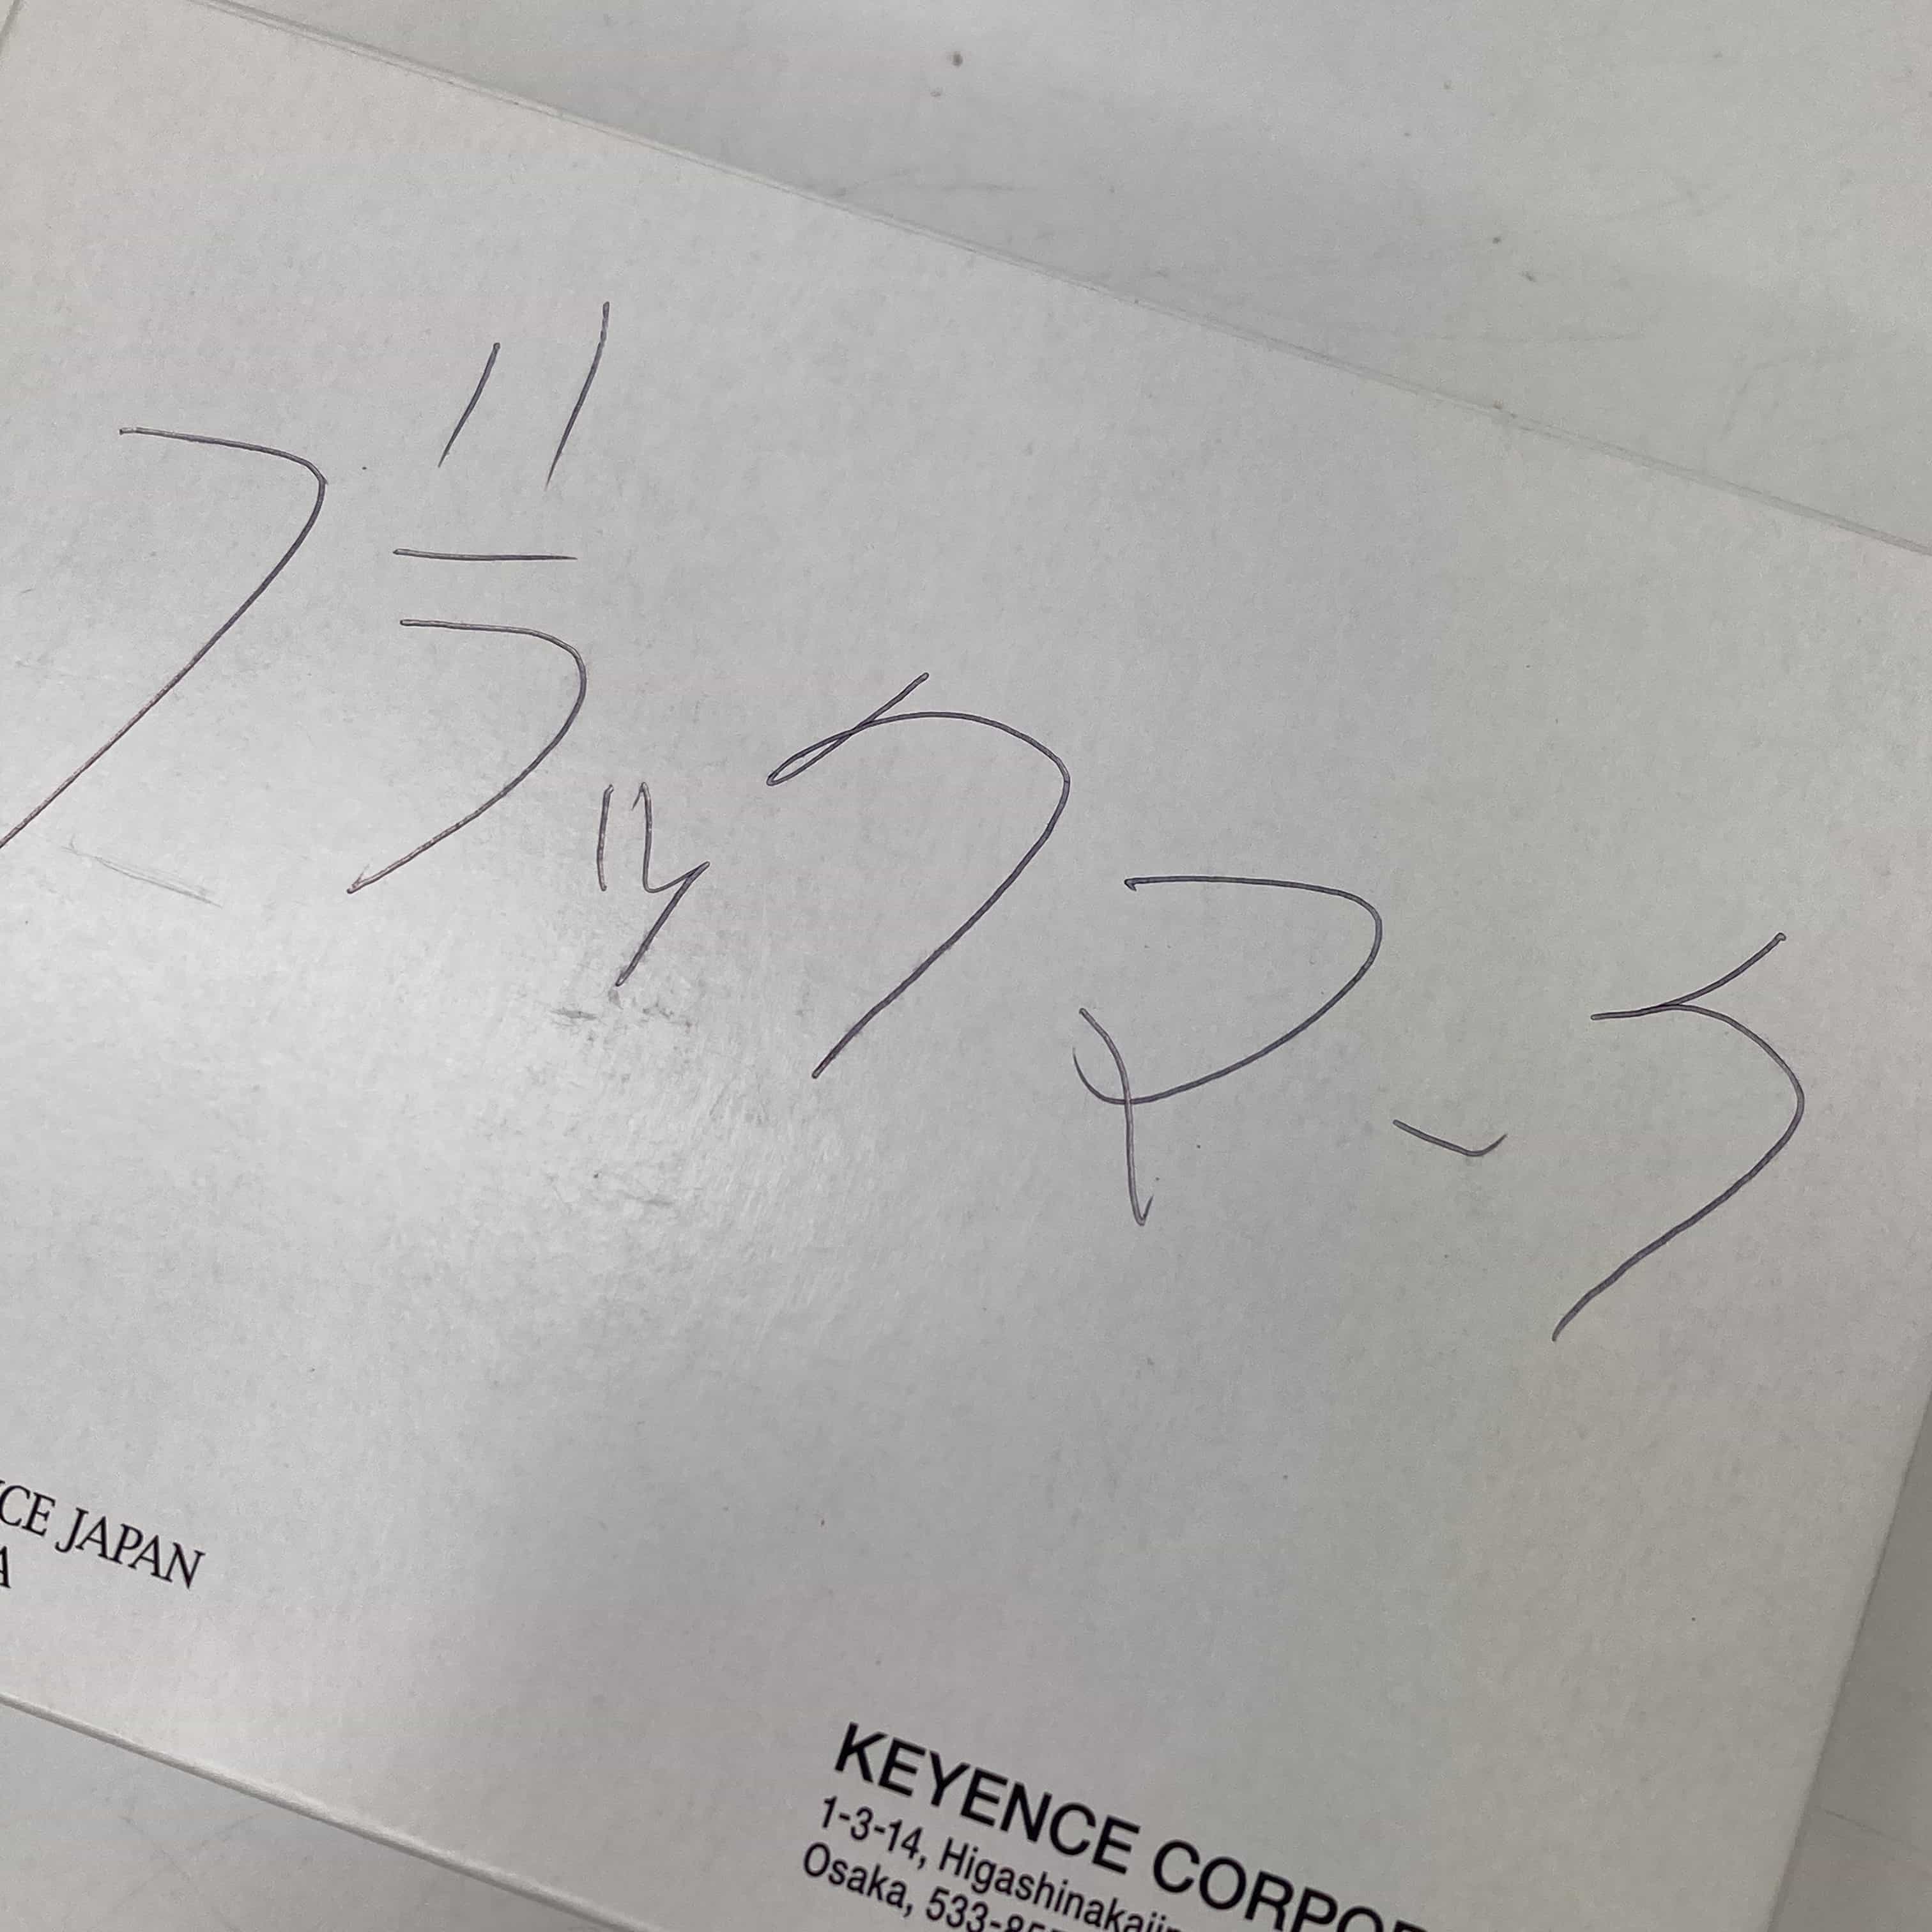 ブラックマーク
CE JAPAN
A
KEYENCE CORPO
1-3-14, Higashinakaji
Osaka, 533-85